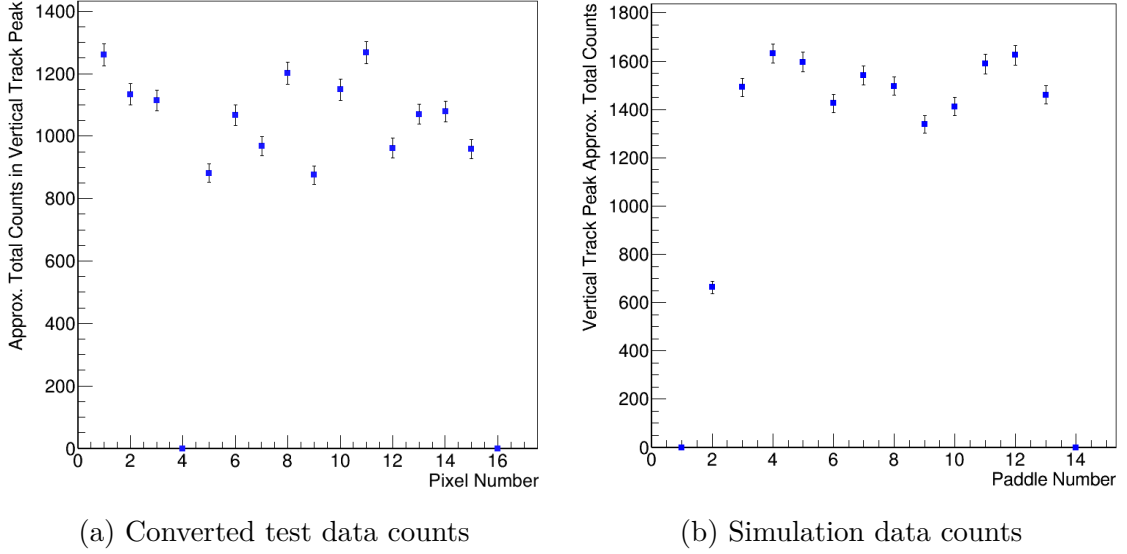 Approx. Total Counts in Vertical Track Peak
1400
1200
1000
800
600
400
200
0
0 2 4 6 8 10 12 14 16
Pixel Number
(a) Converted test data counts
Vertical Track Peak Approx. Total Counts
1800
1600
1400
1200
1000
800
600
400
200
0
0 2 4 6 8 10 12 14
Paddle Number
(b) Simulation data counts